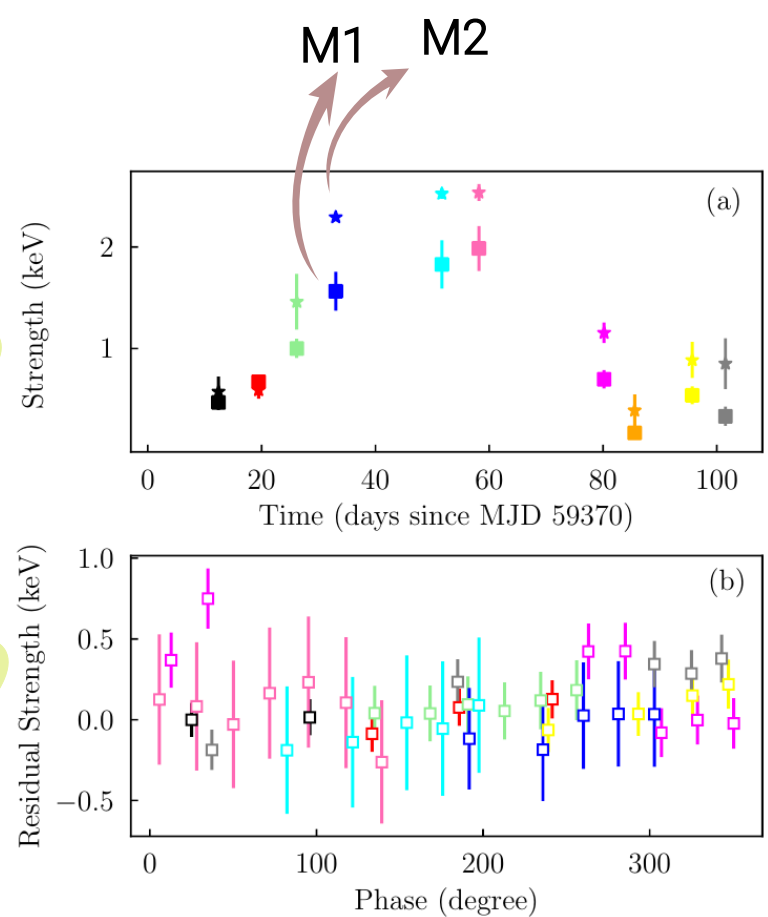 M1 M2
(a)
Strength (keV)
2
1
0 20 40 60 80 100
Time (days since MJD 59370)
(b)
Residual Strength (keV)
1.0
0.5
0.0
−0.5
0 100 200 300
Phase (degree)